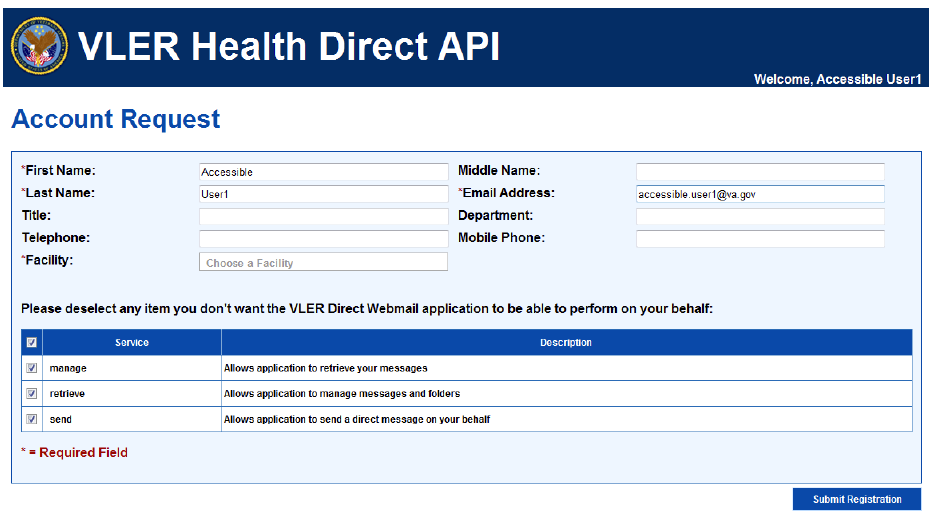 VLER Health Direct API
Welcome, Accessible User1
Account Request
*First Name: Accessible Middle Name:
*Last Name: User1 *Email Address: accessible.user1@va.gov
Title: Department:
Telephone: Mobile Phone:
*Facility: Choose a Facility
Please deselect any item you don't want the VLER Direct Webmail application to be able to perform on your behalf:
Service Description
manage Allows application to retrieve your messages
retrieve Allows application to manage messages and folders
send Allows application to send a direct message on your behalf
* = Required Field
Submit Registration